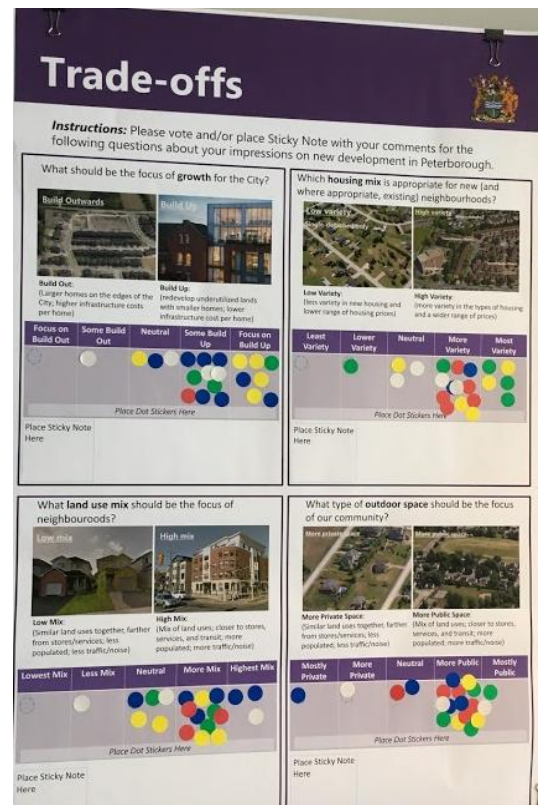 Trade-offs
Instructions: Please vote and/or place Sticky Note with your comments for the
following questions about your impressions on new development in Peterborough.
What should be the focus of growth for the City?
Build Outwards
Build Up
Build Out:
(Larger homes on the edges of the
City; higher infrastructure costs
per home)
Build Up:
(redevelop underutilized lands
with smaller homes; lower
infrastructure cost per home)
Focus on
Build Out
Some Build
Out
Neutral
Some Build
Up
Focus on
Build Up
Place Dot Stickers Here
Place Sticky Note
Here
Which housing mix is appropriate for new (and
where appropriate, existing) neighbourhoods?
Low variety
High variety
Low Variety:
(less variety in new housing and
lower range of housing prices)
High Variety:
(more variety in the types of housing
and a wider range of prices)
Least
Variety
Lower
Variety
Neutral
More
Variety
Most
Variety
Place Dot Stickers Here
Place Sticky Note
Here
What land use mix should be the focus of
neighbouroods?
Low mix
High mix
Low Mix:
(Similar land uses together, farther
from stores/services; less
populated; less traffic/noise)
High Mix:
(Mix of land uses; closer to stores,
services, and transit; more
populated; more traffic/noise)
Lowest Mix
Less Mix
Neutral
More Mix
Highest Mix
Place Dot Stickers Here
Place Sticky Note
Here
What type of outdoor space should be the focus
of our community?
More private space
More public space
More Private Space:
(Similar land uses together, farther
from stores/services; less
populated; less traffic/noise)
More Public Space:
(Mix of land uses; closer to stores,
services, and transit; more
populated; more traffic/noise)
Mostly
Private
More
Private
Neutral
More Public
Mostly
Public
Place Dot Stickers Here
Place Sticky Note
Here